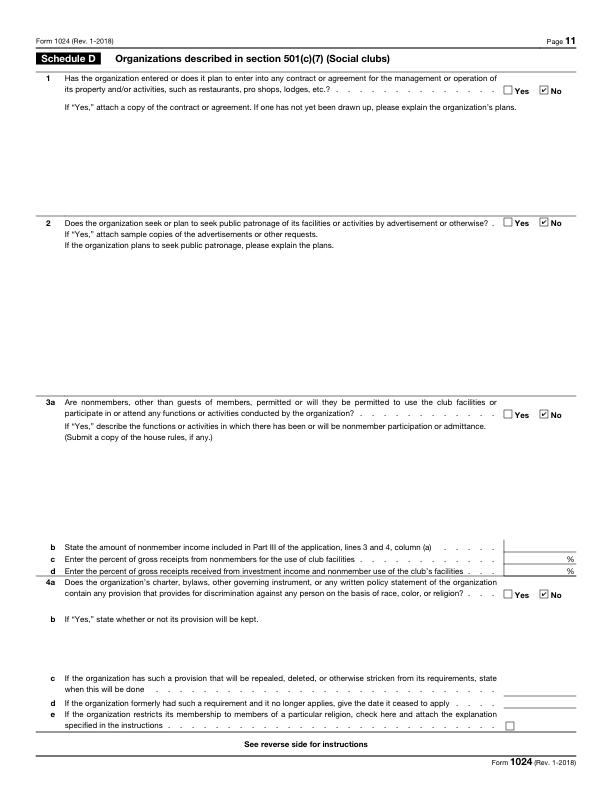 Form 1024 (Rev. 1-2018) Page 11
Schedule D Organizations described in section 501(c)(7) (Social clubs)
1 Has the organization entered or does it plan to enter into any contract or agreement for the management or operation of
its property and/or activities, such as restaurants, pro shops, lodges, etc.? . . . . . . . . . . . . . . ☐ Yes ☑ No
If "Yes," attach a copy of the contract or agreement. If one has not yet been drawn up, please explain the organization's plans.
2 Does the organization seek or plan to seek public patronage of its facilities or activities by advertisement or otherwise? . ☐ Yes ☑ No
If "Yes," attach sample copies of the advertisements or other requests.
If the organization plans to seek public patronage, please explain the plans.
3a Are nonmembers, other than guests of members, permitted or will they be permitted to use the club facilities or
participate in or attend any functions or activities conducted by the organization? . . . . . . . . . . . . ☐ Yes ☑ No
If "Yes," describe the functions or activities in which there has been or will be nonmember participation or admittance.
(Submit a copy of the house rules, if any.)
b State the amount of nonmember income included in Part III of the application, lines 3 and 4, column (a) . . . . .
c Enter the percent of gross receipts from nonmembers for the use of club facilities . . . . . . . . . . . . %
d Enter the percent of gross receipts received from investment income and nonmember use of the club's facilities . . . %
4a Does the organization's charter, bylaws, other governing instrument, or any written policy statement of the organization
contain any provision that provides for discrimination against any person on the basis of race, color, or religion? . . . ☐ Yes ☑ No
b If "Yes," state whether or not its provision will be kept.
c If the organization has such a provision that will be repealed, deleted, or otherwise stricken from its requirements, state
when this will be done . . . . . . . . . . . . . . . . . . . . . . . . . . . . . .
d If the organization formerly had such a requirement and it no longer applies, give the date it ceased to apply . . . .
e If the organization restricts its membership to members of a particular religion, check here and attach the explanation
specified in the instructions . . . . . . . . . . . . . . . . . . . . . . . . . . . . ☐
See reverse side for instructions
Form 1024 (Rev. 1-2018)